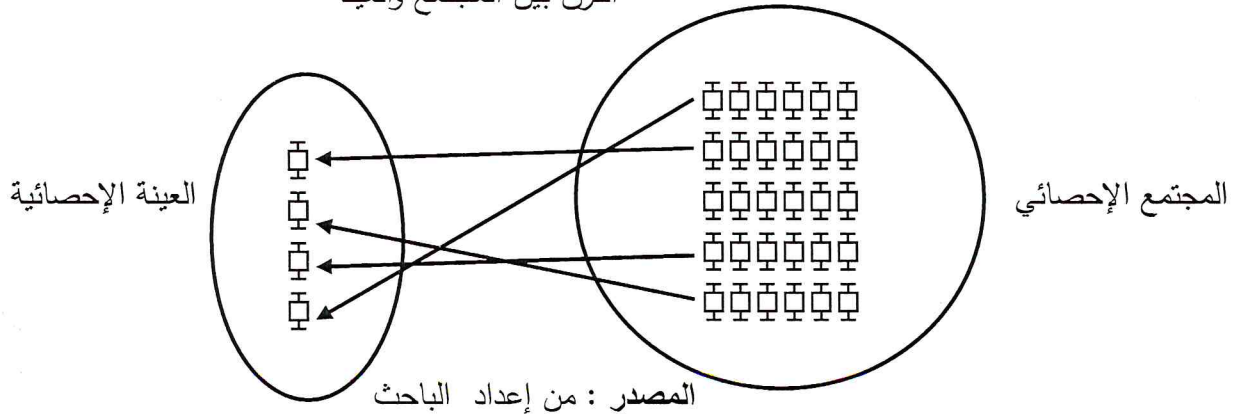 المجتمع الإحصائي
العينة الإحصائية
المصدر : من إعداد الباحث